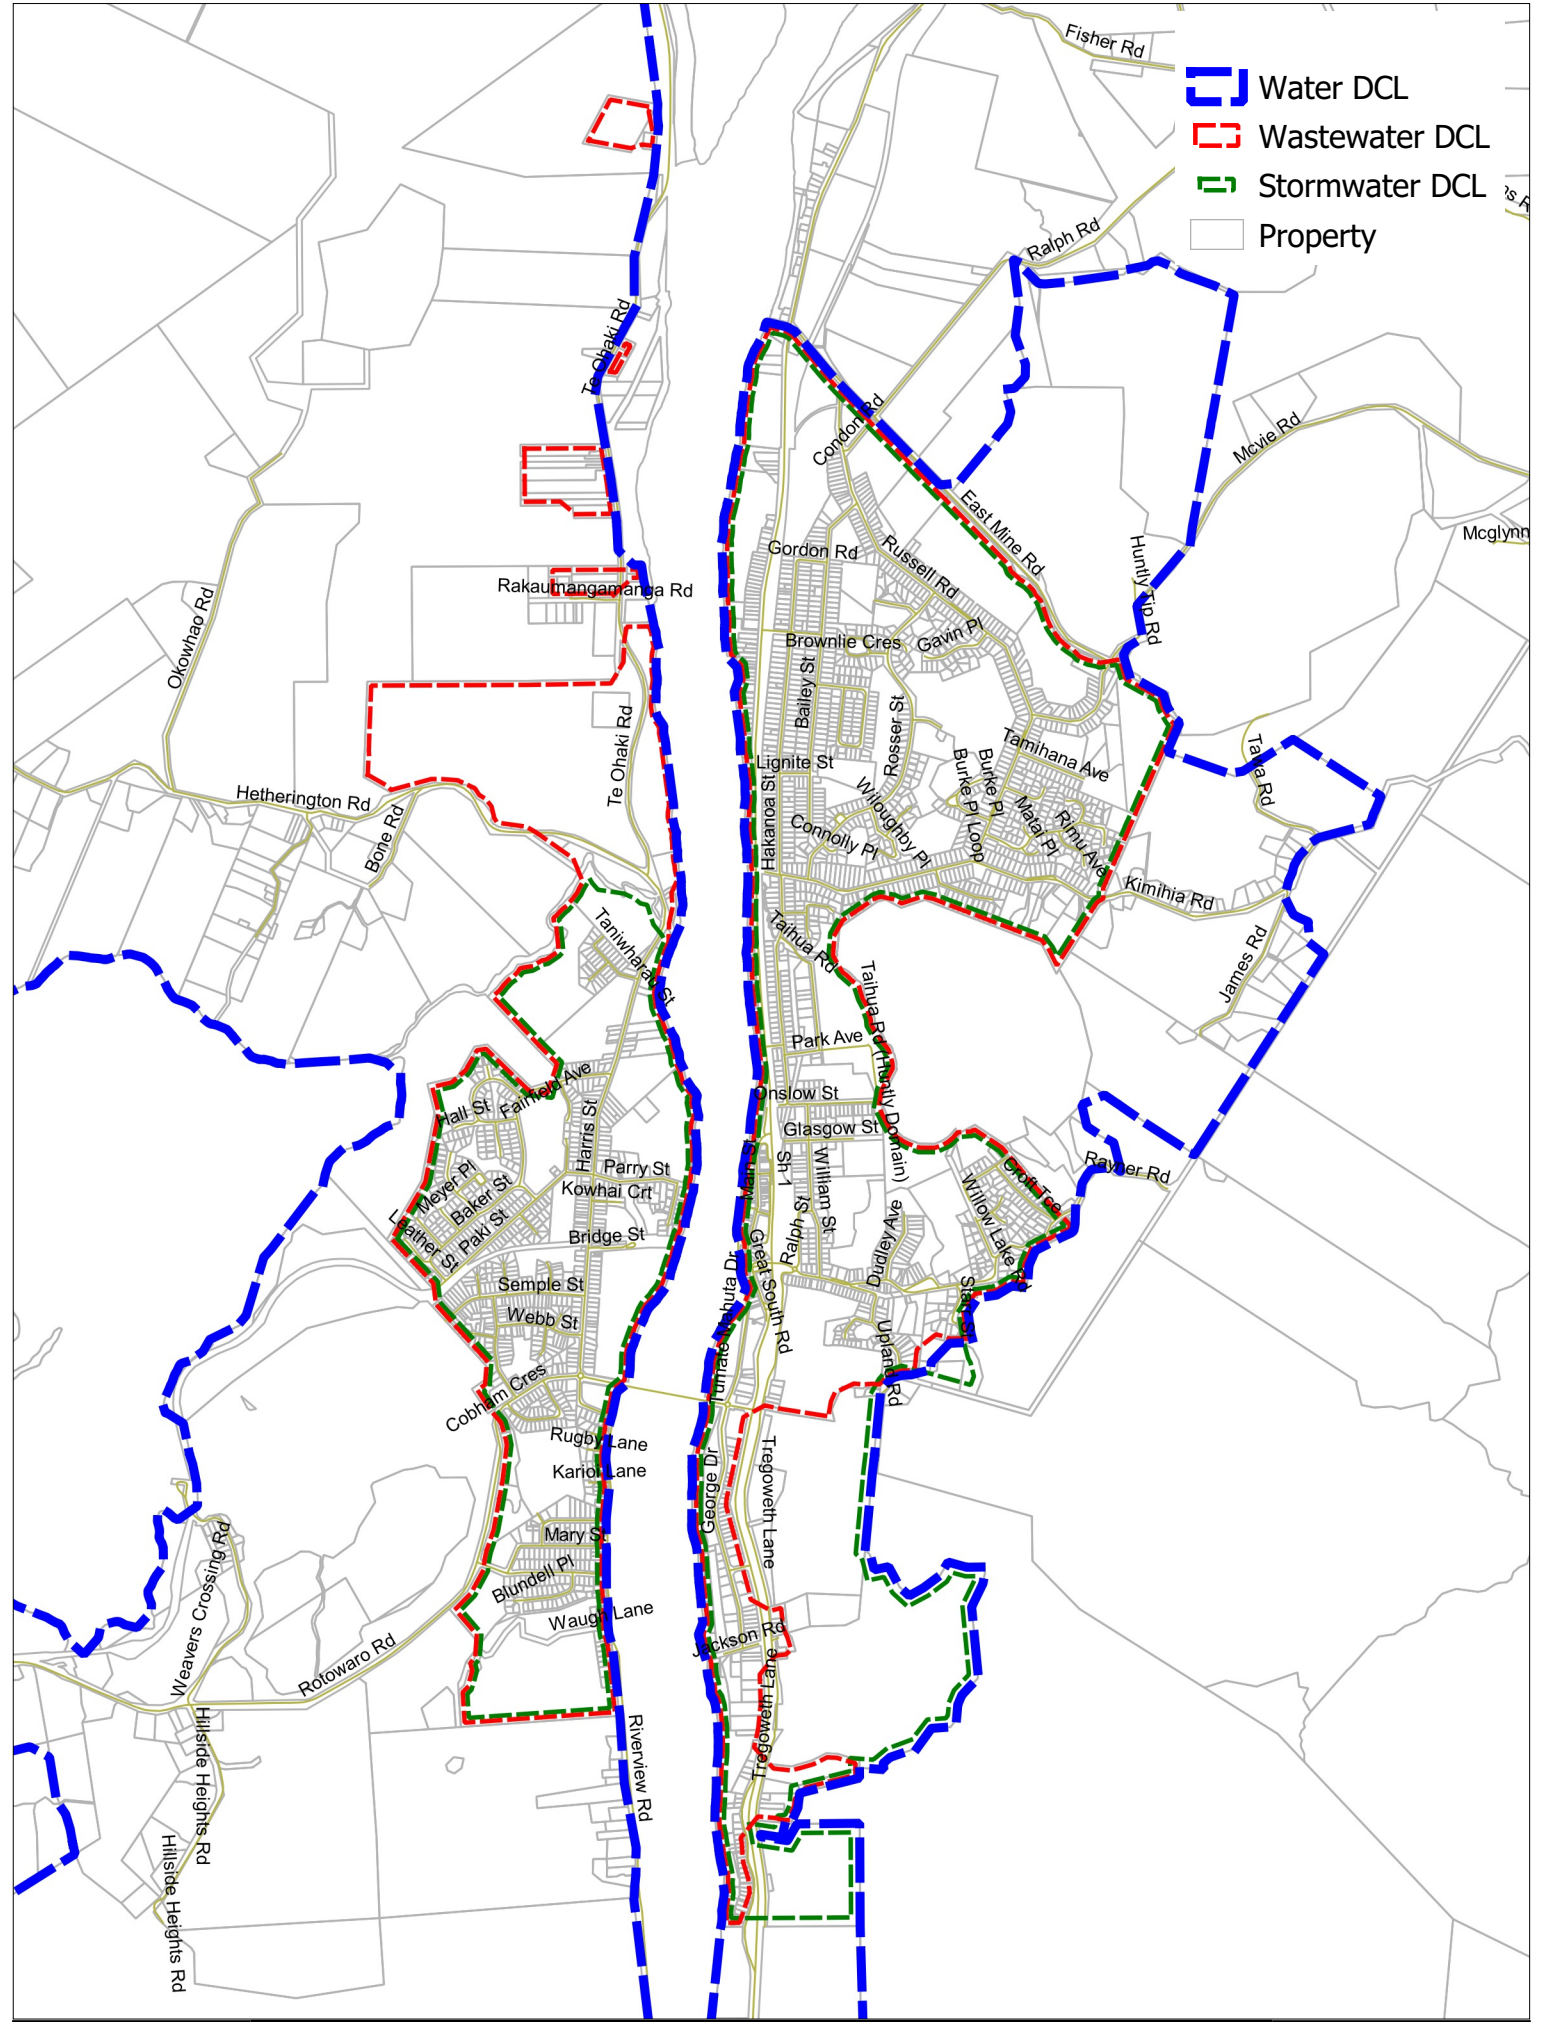 Fisher Rd
Water DCL
Wastewater DCL
Stormwater DCL
Property
Ralph Rd
Te Ohaki Rd
Condon Rd
Mcvie Rd
Mcglynn
East Mine Rd
Huntly Tip Rd
Gordon Rd
Russell Rd
Rakaumangamanga Rd
Okowhao Rd
Brownlie Cres
Gavin Pl
Bailey St
Rosser St
Te Ohaki Rd
Tamihana Ave
Lignite St
Burke Pl
Burke Pl Loop
Tawa Rd
Hetherington Rd
Bone Rd
Hakanoa St
Wiloughby Pl
Connolly Pl
Matai Pl
Rimu Ave
Kimihia Rd
Taniwharau St
Taihua Rd
James Rd
Taihua Rd (Huntly Domain)
Park Ave
Onslow St
Glasgow St
Hall St
Fairfield Ave
Harris St
Parry St
Kowhai Crt
Meyer Pl
Baker St
Paki St
Leather St
Bridge St
Main St
Sh 1
William St
Ralph St
Rayner Rd
Croft Tce
Willow Lake Rd
Dudley Ave
Semple St
Webb St
Tumate Mahuta Dr
Great South Rd
Upland Rd
Cobham Cres
Rugby Lane
Karioi Lane
George Dr
Tregoweth Lane
Mary St
Blundell Pl
Waugh Lane
Jackson Rd
Weavers Crossing Rd
Rotowaro Rd
Tregoweth Lane
Riverview Rd
Hillside Heights Rd
Hillside Heights Rd